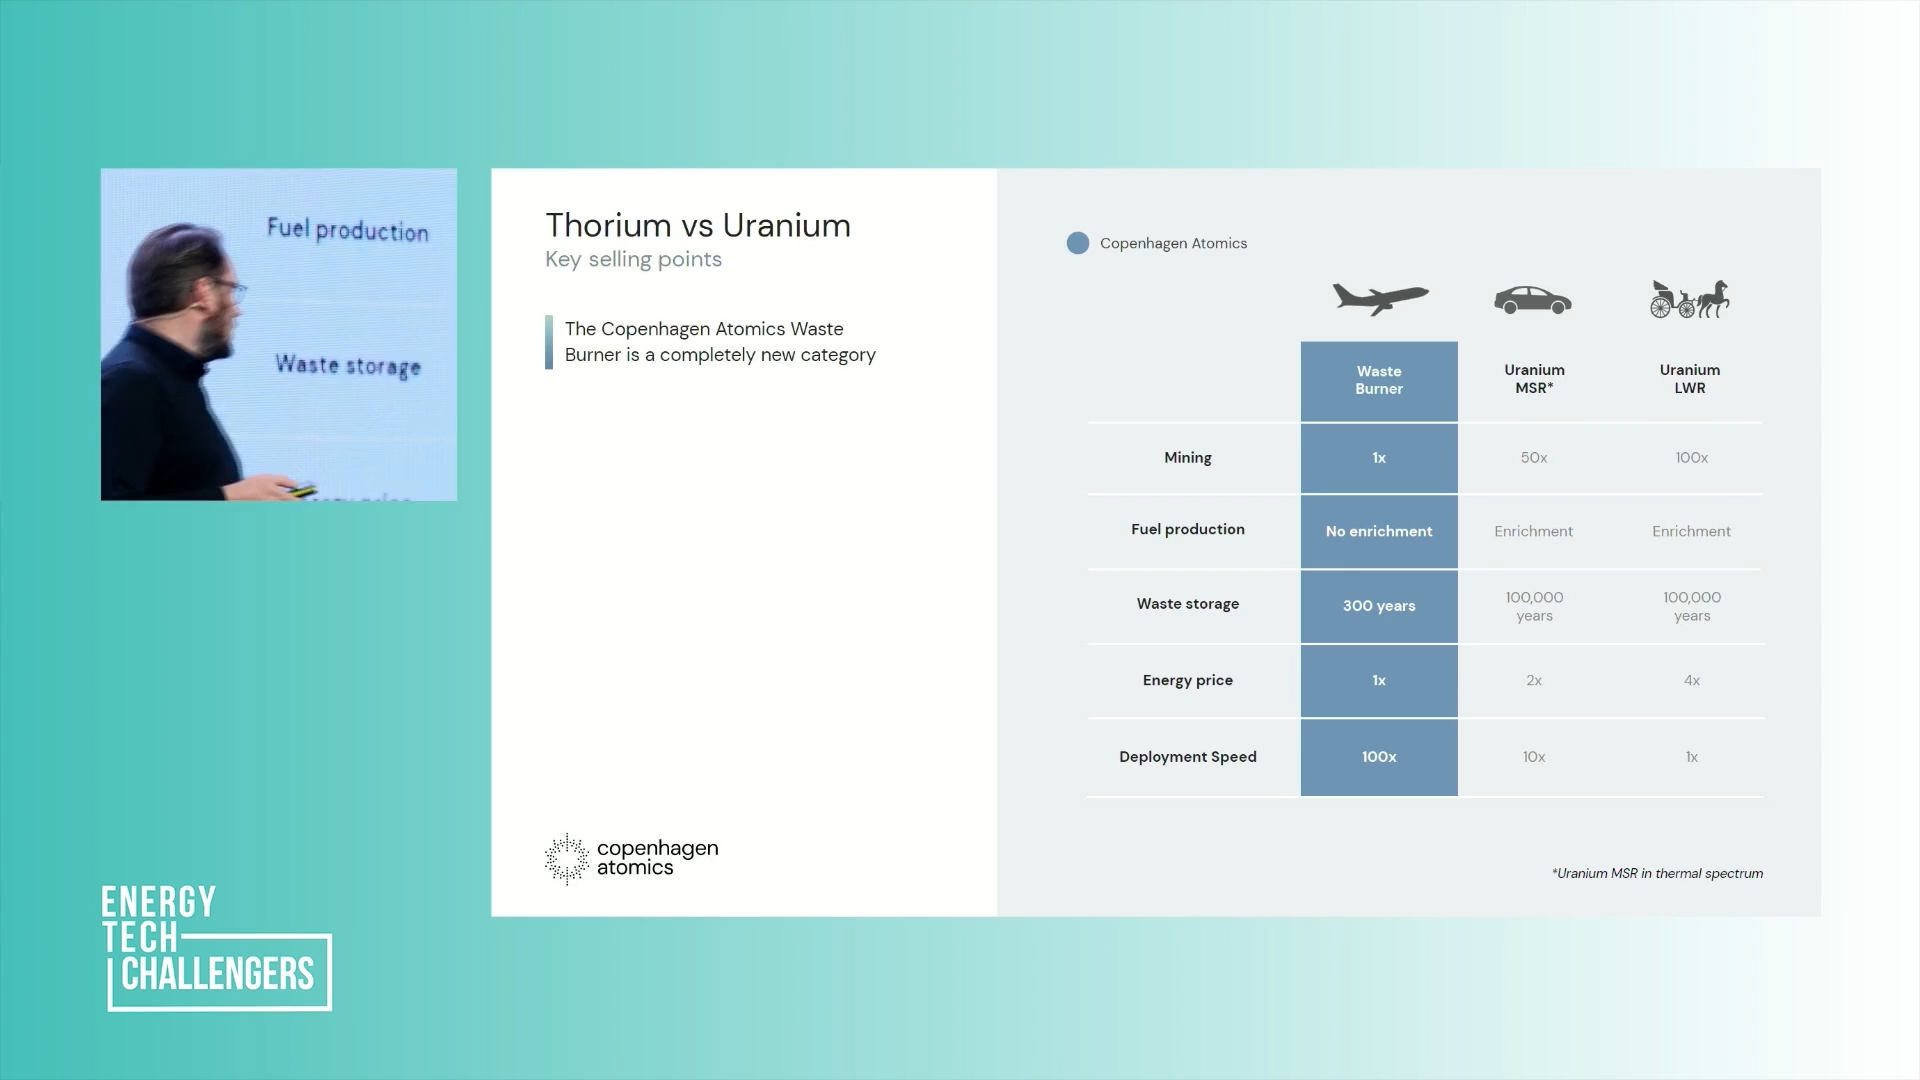 Fuel production
Waste storage
Thorium vs Uranium
Key selling points
The Copenhagen Atomics Waste
Burner is a completely new category
copenhagen
atomics
Copenhagen Atomics
Waste
Burner
Uranium
MSR*
Uranium
LWR
Mining
1x
50x
100x
Fuel production
No enrichment
Enrichment
Enrichment
Waste storage
300 years
100,000
years
100,000
years
Energy price
1x
2x
4x
Deployment Speed
100x
10x
1x
*Uranium MSR in thermal spectrum
ENERGY
TECH
CHALLENGERS